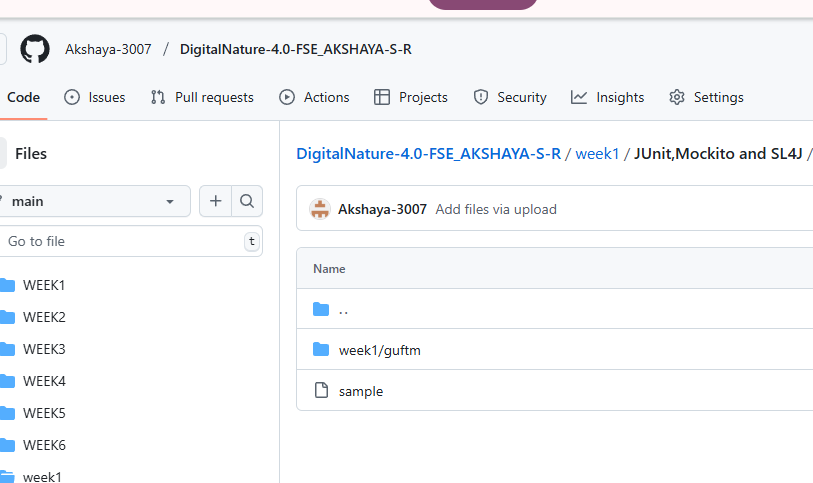 Akshaya-3007 / DigitalNature-4.0-FSE_AKSHAYA-S-R
Code Issues Pull requests Actions Projects Security Insights Settings
Files
main
Go to file t
WEEK1
WEEK2
WEEK3
WEEK4
WEEK5
WEEK6
week1
DigitalNature-4.0-FSE_AKSHAYA-S-R / week1 / JUnit,Mockito and SL4J /
Akshaya-3007 Add files via upload
Name
..
week1/guftm
sample